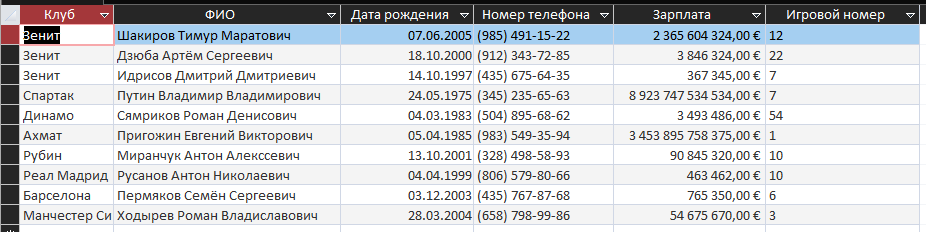 Клуб ФИО Дата рождения Номер телефона Зарплата Игровой номер
Зенит Шакиров Тимур Маратович 07.06.2005 (985) 491-15-22 2 365 604 324,00 € 12
Зенит Дзюба Артём Сергеевич 18.10.2000 (912) 343-72-85 3 846 324,00 € 22
Зенит Идрисов Дмитрий Дмитриевич 14.10.1997 (435) 675-64-35 367 345,00 € 7
Спартак Путин Владимир Владимирович 24.05.1975 (345) 235-65-63 8 923 747 534 534,00 € 7
Динамо Сямриков Роман Денисович 04.03.1983 (504) 895-68-62 3 493 486,00 € 54
Ахмат Пригожин Евгений Викторович 05.04.1985 (983) 549-35-94 3 453 895 758 375,00 € 1
Рубин Миранчук Антон Алекссевич 13.10.2001 (328) 498-58-93 90 845 320,00 € 10
Реал Мадрид Русанов Антон Николаевич 04.04.1999 (806) 579-80-66 463 462,00 € 10
Барселона Пермяков Семён Сергеевич 03.12.2003 (435) 767-87-68 765 350,00 € 6
Манчестер Си Ходырев Роман Владиславович 28.03.2004 (658) 798-99-86 54 675 670,00 € 3